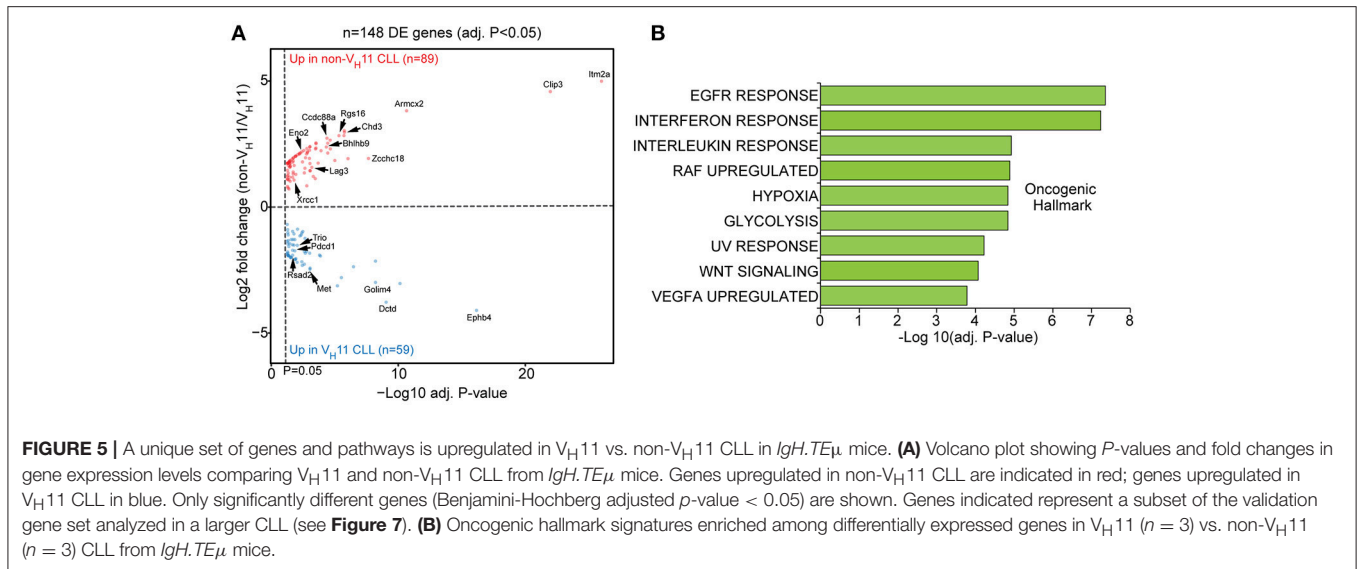 A
n=148 DE genes (adj. P<0.05)
Up in non-VH11 CLL (n=89)
Log2 fold change (non-VH11/VH11)
5
0
−5
Itm2a
Clip3
Armcx2
Rgs16
Ccdc88a
Chd3
Eno2
Bhlhb9
Zcchc18
Lag3
Xrcc1
Trio
Pdcd1
Rsad2
Met
Golim4
Dctd
Ephb4
Up in VH11 CLL (n=59)
P=0.05
0
10
20
−Log10 adj. P-value
B
EGFR RESPONSE
INTERFERON RESPONSE
INTERLEUKIN RESPONSE
RAF UPREGULATED
HYPOXIA
GLYCOLYSIS
UV RESPONSE
WNT SIGNALING
VEGFA UPREGULATED
Oncogenic
Hallmark
0 1 2 3 4 5 6 7 8
-Log 10(adj. P-value)
FIGURE 5 | A unique set of genes and pathways is upregulated in VH11 vs. non-VH11 CLL in IgH.TEμ mice. (A) Volcano plot showing P-values and fold changes in
gene expression levels comparing VH11 and non-VH11 CLL from IgH.TEμ mice. Genes upregulated in non-VH11 CLL are indicated in red; genes upregulated in
VH11 CLL in blue. Only significantly different genes (Benjamini-Hochberg adjusted p-value < 0.05) are shown. Genes indicated represent a subset of the validation
gene set analyzed in a larger CLL (see Figure 7). (B) Oncogenic hallmark signatures enriched among differentially expressed genes in VH11 (n = 3) vs. non-VH11
(n = 3) CLL from IgH.TEμ mice.